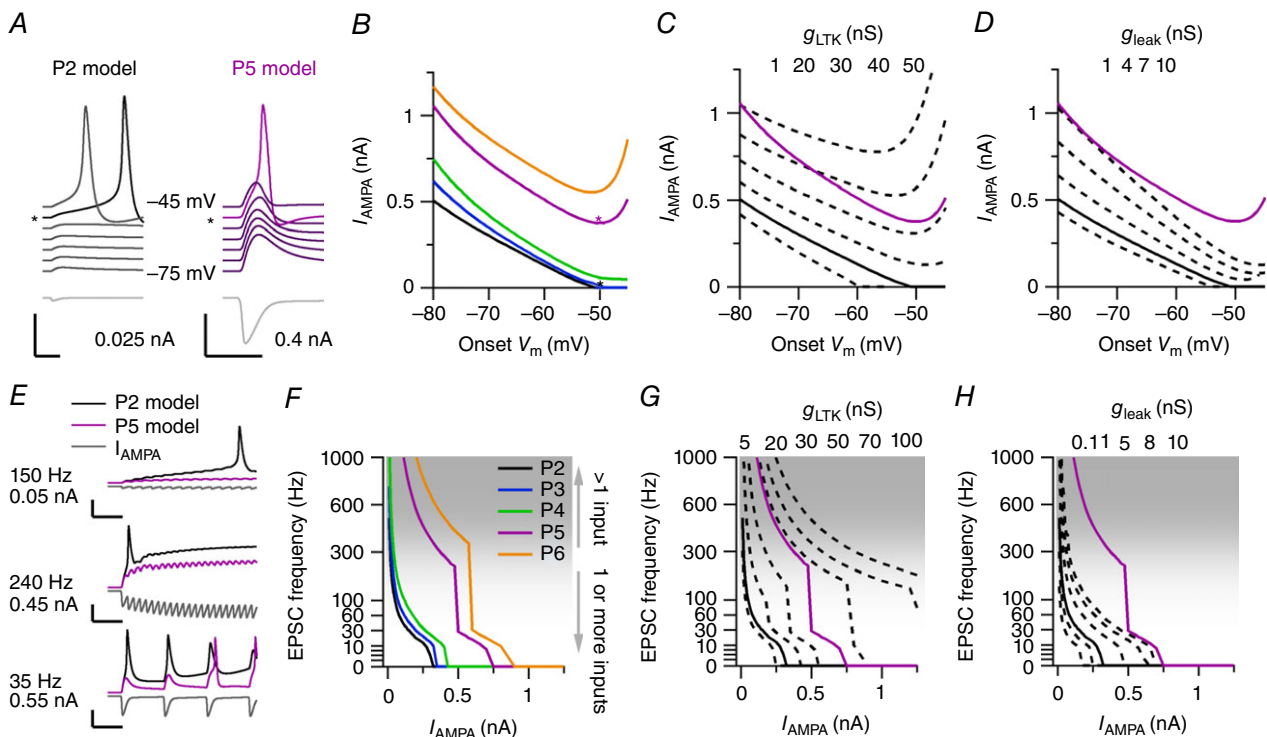 A
P2 model
P5 model
–45 mV
*
*
–75 mV
0.025 nA
0.4 nA
B
I_AMPA (nA)
1
0.5
0
*
*
–80 –70 –60 –50
Onset V_m (mV)
C
g_LTK (nS)
1 20 30 40 50
I_AMPA (nA)
1
0.5
0
–80 –70 –60 –50
Onset V_m (mV)
D
g_leak (nS)
1 4 7 10
I_AMPA (nA)
1
0.5
0
–80 –70 –60 –50
Onset V_m (mV)
E
P2 model
P5 model
I_AMPA
150 Hz
0.05 nA
240 Hz
0.45 nA
35 Hz
0.55 nA
F
EPSC frequency (Hz)
1000
600
300
100
60
30
10
0
P2
P3
P4
P5
P6
>1 input
1 or more inputs
0 0.5 1
I_AMPA (nA)
G
g_LTK (nS)
5 20 30 50 70 100
EPSC frequency (Hz)
1000
600
300
100
60
30
10
0
0 0.5 1
I_AMPA (nA)
H
g_leak (nS)
0.11 5 8 10
EPSC frequency (Hz)
1000
600
300
100
60
30
10
0
0 0.5 1
I_AMPA (nA)